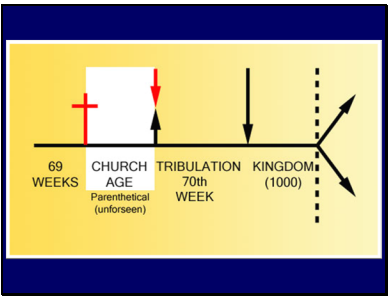 69
WEEKS
CHURCH
AGE
Parenthetical
(unforseen)
TRIBULATION
70th
WEEK
KINGDOM
(1000)